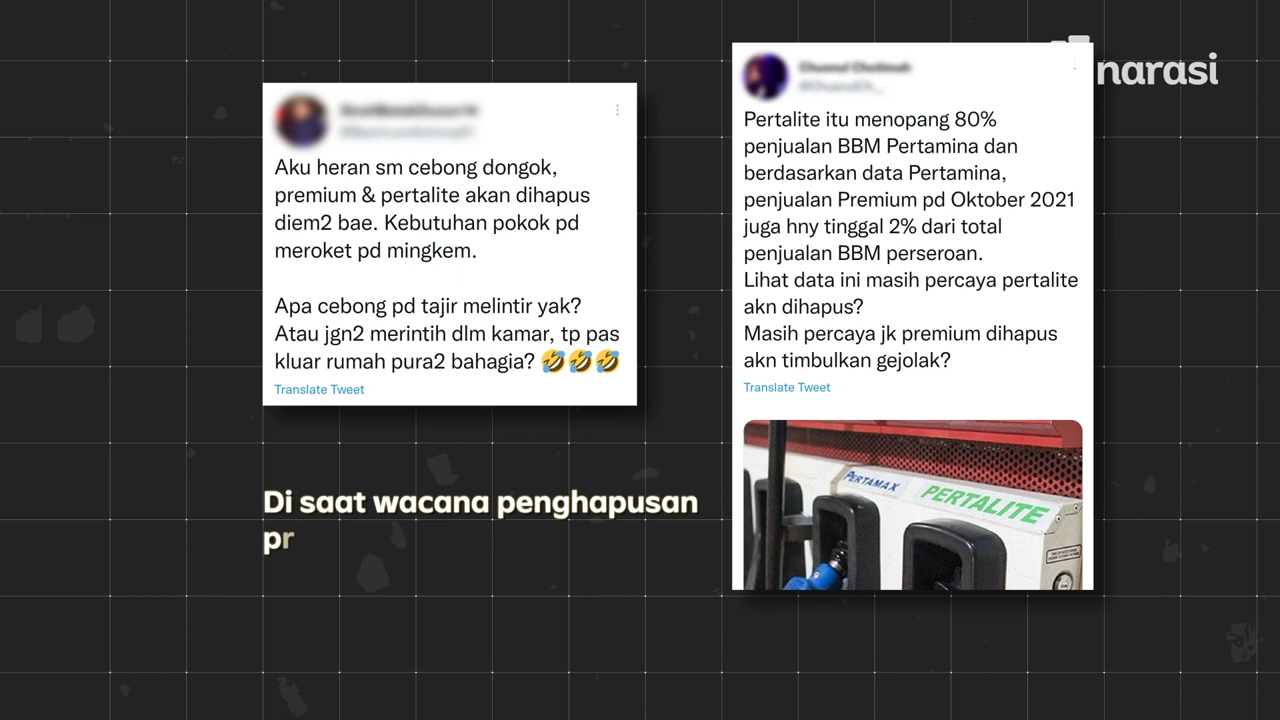 Aku heran sm cebong dongok,
premium & pertalite akan dihapus
diem2 bae. Kebutuhan pokok pd
meroket pd mingkem.
Apa cebong pd tajir melintir yak?
Atau jgn2 merintih dlm kamar, tp pas
kluar rumah pura2 bahagia? 🤣🤣🤣
Translate Tweet
Di saat wacana penghapusan
pr
narasi
Pertalite itu menopang 80%
penjualan BBM Pertamina dan
berdasarkan data Pertamina,
penjualan Premium pd Oktober 2021
juga hny tinggal 2% dari total
penjualan BBM perseroan.
Lihat data ini masih percaya pertalite
akn dihapus?
Masih percaya jk premium dihapus
akn timbulkan gejolak?
Translate Tweet
PERTAMAX
PERTALITE